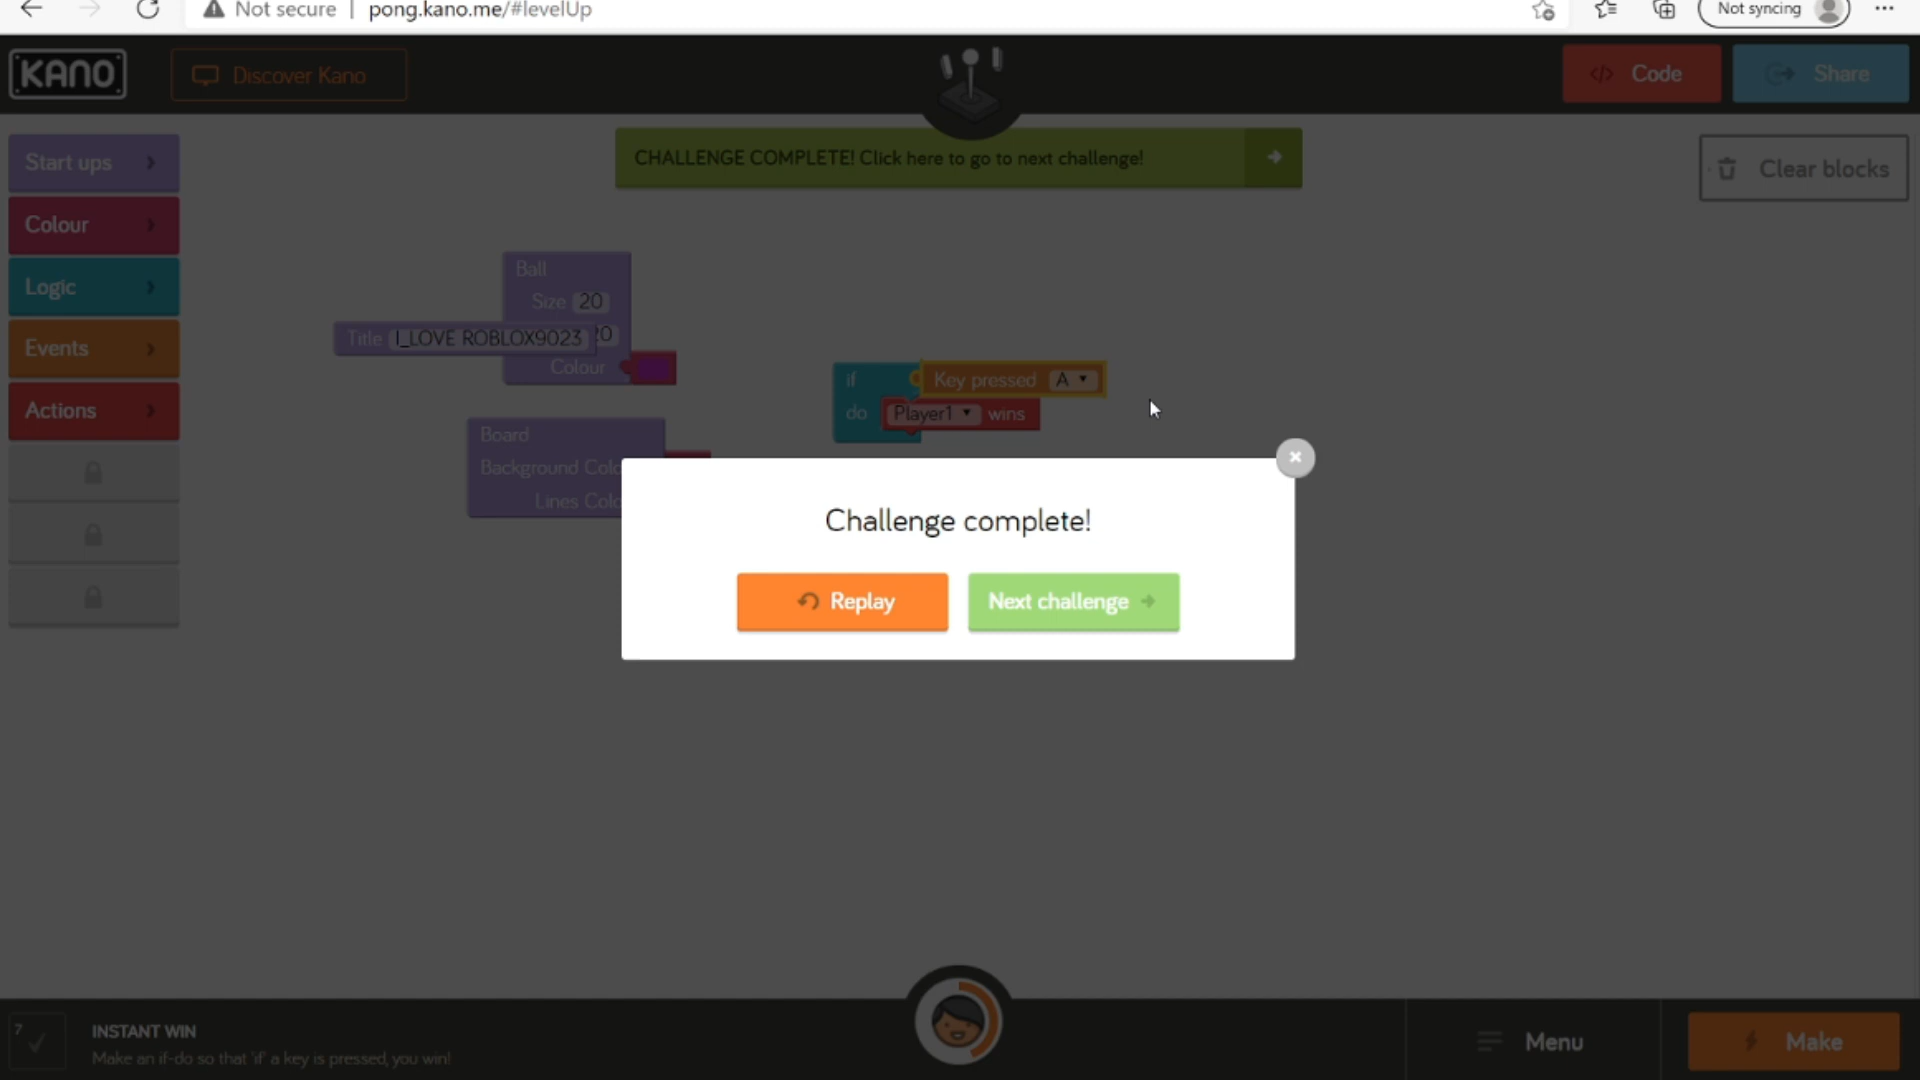 Not secure | pong.kano.me/#levelUp
Not syncing
KANO
Discover Kano
</> Code
Share
CHALLENGE COMPLETE! Click here to go to next challenge!
Clear blocks
Start ups
Colour
Logic
Events
Actions
Ball
Size 20
Title I_LOVE ROBLOX9023
Colour
if Key pressed A
do Player1 wins
Board
Background Colo
Lines Colo
Challenge complete!
Replay
Next challenge
7
INSTANT WIN
Make an if-do so that 'if' a key is pressed, you win!
Menu
Make